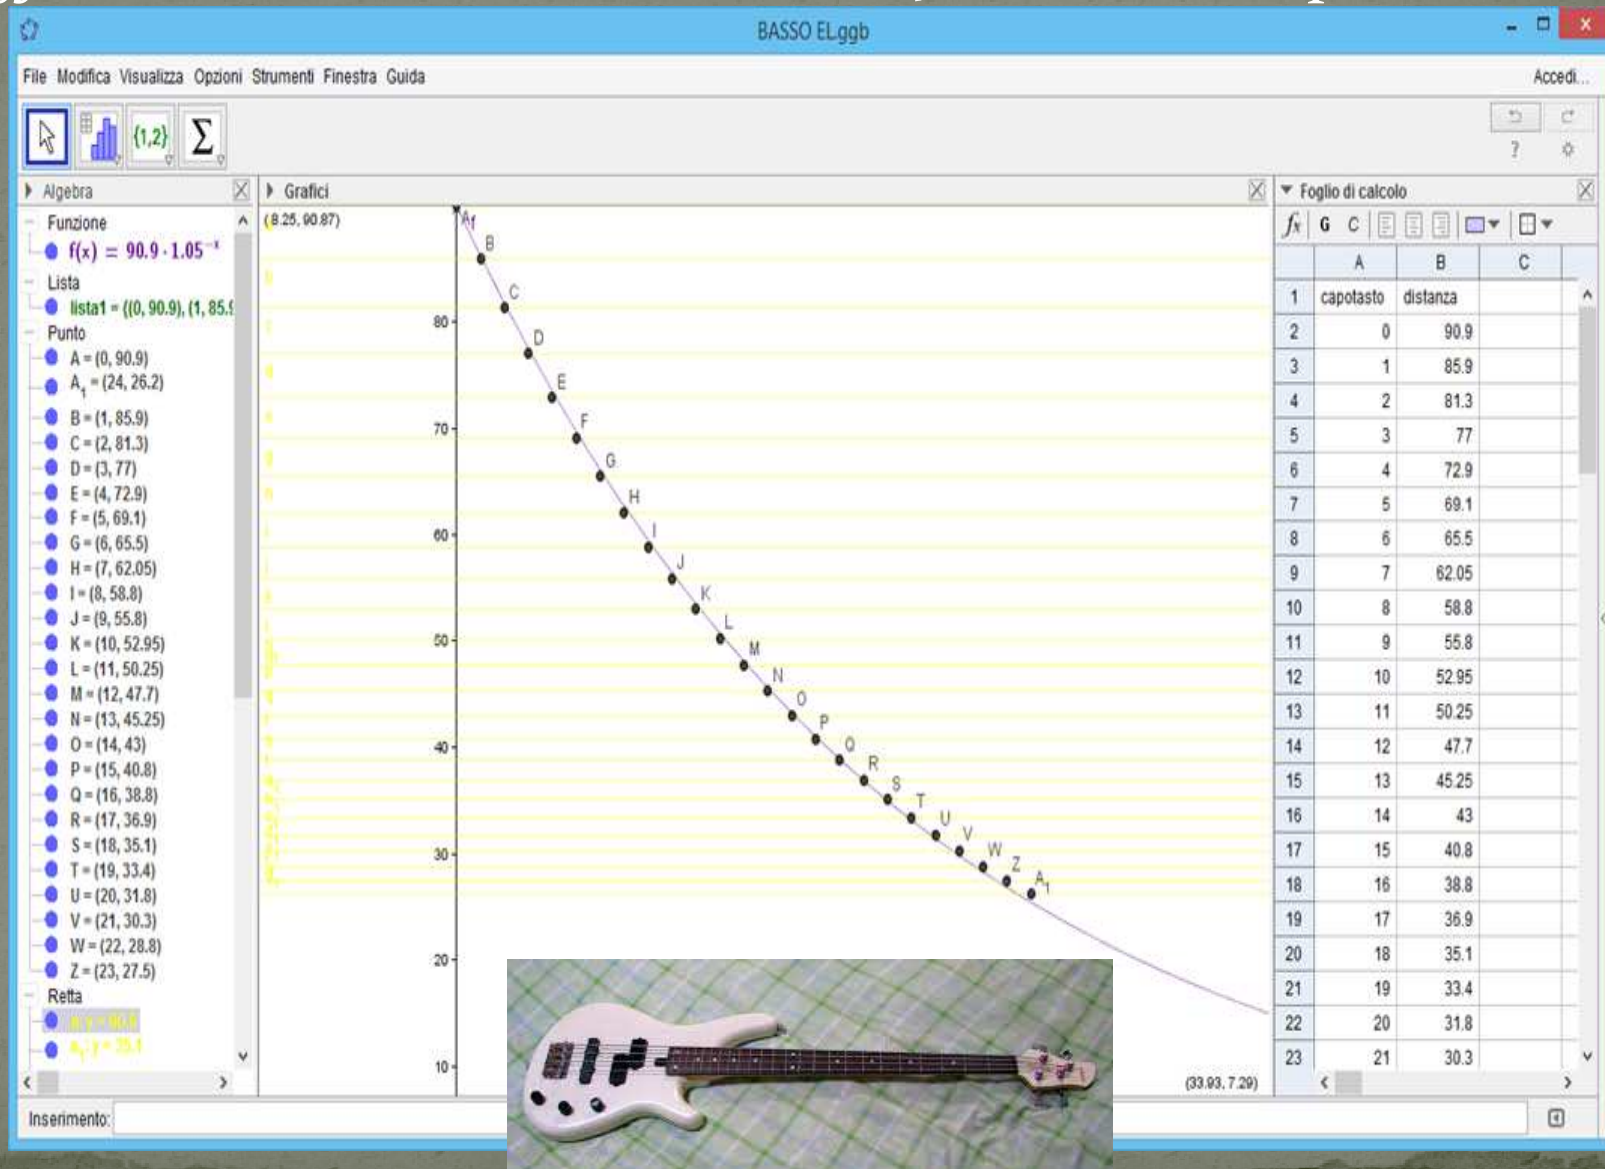 BASSO EL.ggb
File Modifica Visualizza Opzioni Strumenti Finestra Guida
Accedi...
{1,2}
Σ
?
Algebra
Funzione
f(x) = 90.9 · 1.05⁻ˣ
Lista
lista1 = {(0, 90.9), (1, 85.9
Punto
A = (0, 90.9)
A₁ = (24, 26.2)
B = (1, 85.9)
C = (2, 81.3)
D = (3, 77)
E = (4, 72.9)
F = (5, 69.1)
G = (6, 65.5)
H = (7, 62.05)
I = (8, 58.8)
J = (9, 55.8)
K = (10, 52.95)
L = (11, 50.25)
M = (12, 47.7)
N = (13, 45.25)
O = (14, 43)
P = (15, 40.8)
Q = (16, 38.8)
R = (17, 36.9)
S = (18, 35.1)
T = (19, 33.4)
U = (20, 31.8)
V = (21, 30.3)
W = (22, 28.8)
Z = (23, 27.5)
Retta
Grafici
(8.25, 90.87)
A f
B
C
80
D
E
70
F
G
H
60
I
J
K
50
L
M
N
O
40
P
Q
R
S
T
30
U
V
W
Z
A₁
20
10
(33.93, 7.29)
Foglio di calcolo
fx G C
A B C
1 capotasto distanza
2 0 90.9
3 1 85.9
4 2 81.3
5 3 77
6 4 72.9
7 5 69.1
8 6 65.5
9 7 62.05
10 8 58.8
11 9 55.8
12 10 52.95
13 11 50.25
14 12 47.7
15 13 45.25
16 14 43
17 15 40.8
18 16 38.8
19 17 36.9
20 18 35.1
21 19 33.4
22 20 31.8
23 21 30.3
Inserimento: